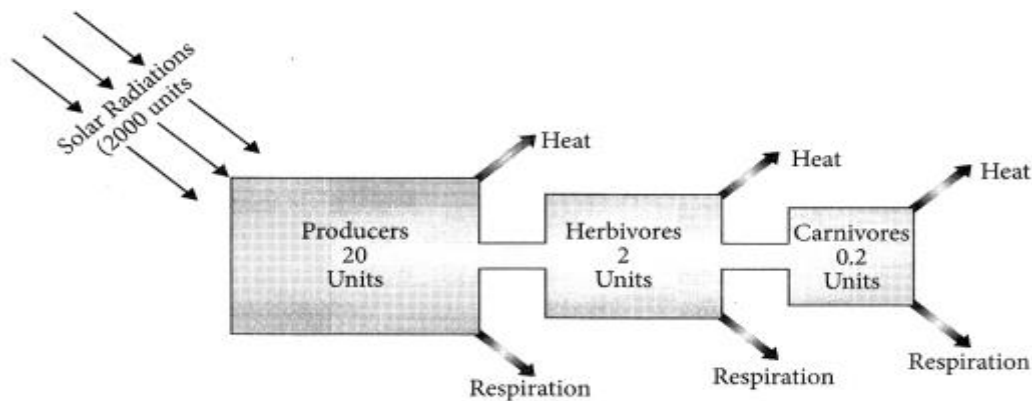 Solar Radiations
(2000 units
Heat
Heat
Heat
Producers
20
Units
Herbivores
2
Units
Carnivores
0.2
Units
Respiration
Respiration
Respiration